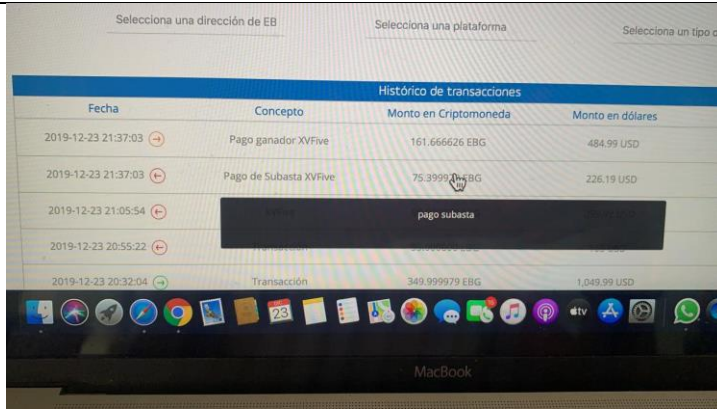 Selecciona una dirección de EB
Selecciona una plataforma
Selecciona un tipo
Histórico de transacciones
Fecha Concepto Monto en Criptomoneda Monto en dólares
2019-12-23 21:37:03 Pago ganador XVFive 161.666626 EBG 484.99 USD
2019-12-23 21:37:03 Pago de Subasta XVFive 75.3999 EBG 226.19 USD
2019-12-23 21:05:54 pago subasta
2019-12-23 20:55:22
2019-12-23 20:32:04 Transacción 349.999979 EBG 1,049.99 USD
23
tv
MacBook